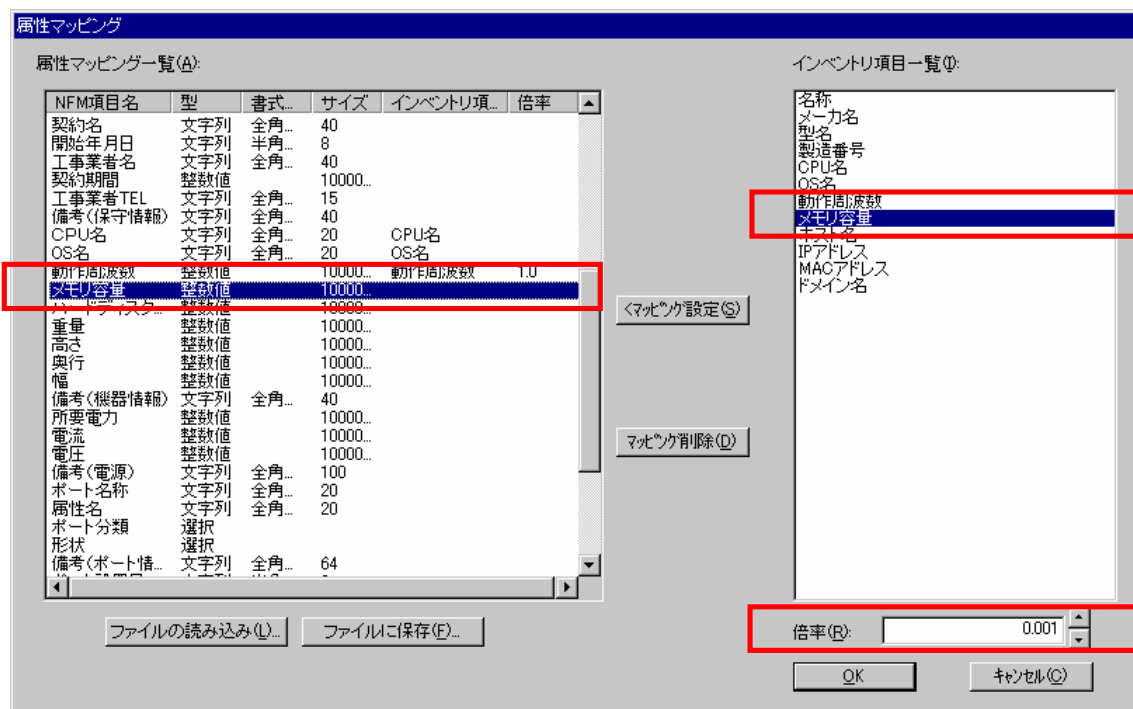 属性マッピング
属性マッピング一覧(A):
NFM項目名 型 書式... サイズ インベントリ項... 倍率
契約名 文字列 全角... 40
開始年月日 文字列 半角... 8
工事業者名 文字列 全角... 40
契約期間 整数値 10000...
工事業者TEL 文字列 全角... 15
備考(保守情報) 文字列 全角... 40
CPU名 文字列 全角... 20 CPU名
OS名 文字列 全角... 20 OS名
動作周波数 整数値 10000... 動作周波数 1.0
メモリ容量 整数値 10000...
ハードディスク... 整数値 10000...
重量 整数値 10000...
高さ 整数値 10000...
奥行 整数値 10000...
幅 整数値 10000...
備考(機器情報) 文字列 全角... 40
所要電力 整数値 10000...
電流 整数値 10000...
電圧 整数値 10000...
備考(電源) 文字列 全角... 100
ポート名称 文字列 全角... 20
属性名 文字列 全角... 20
ポート分類 選択
形状 選択
備考(ポート情... 文字列 全角... 64
ファイルの読み込み(L)...
ファイルに保存(F)...
<マッピング設定(S)
マッピング削除(D)
インベントリ項目一覧(I):
名称
メーカ名
型名
製造番号
CPU名
OS名
動作周波数
メモリ容量
ホスト名
IPアドレス
MACアドレス
ドメイン名
倍率(R): 0.001
OK
キャンセル(C)